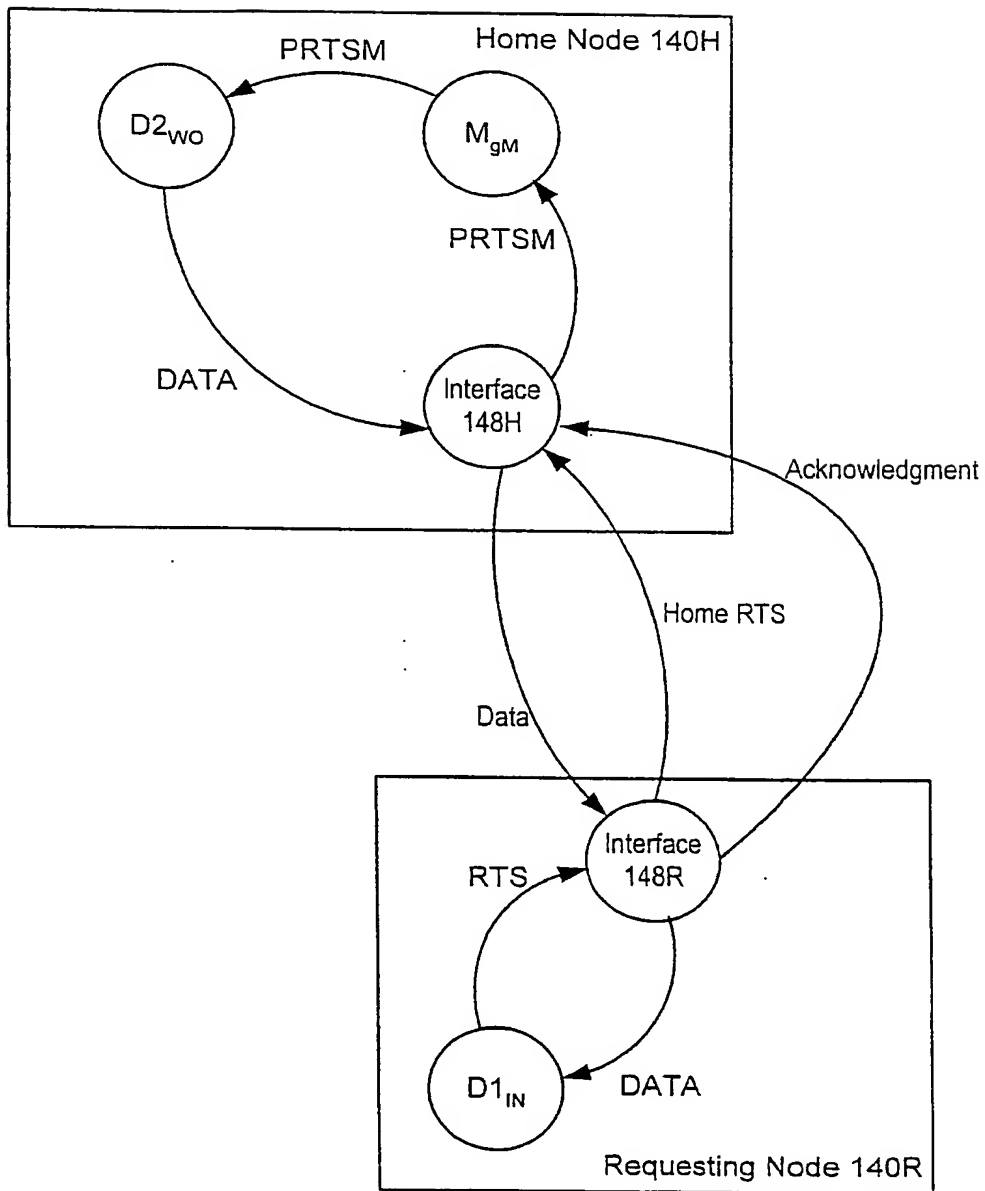 Home Node 140H
PRTSM
D2WO
MgM
PRTSM
DATA
Interface
148H
Acknowledgment
Home RTS
Data
Interface
148R
RTS
D1IN
DATA
Requesting Node 140R